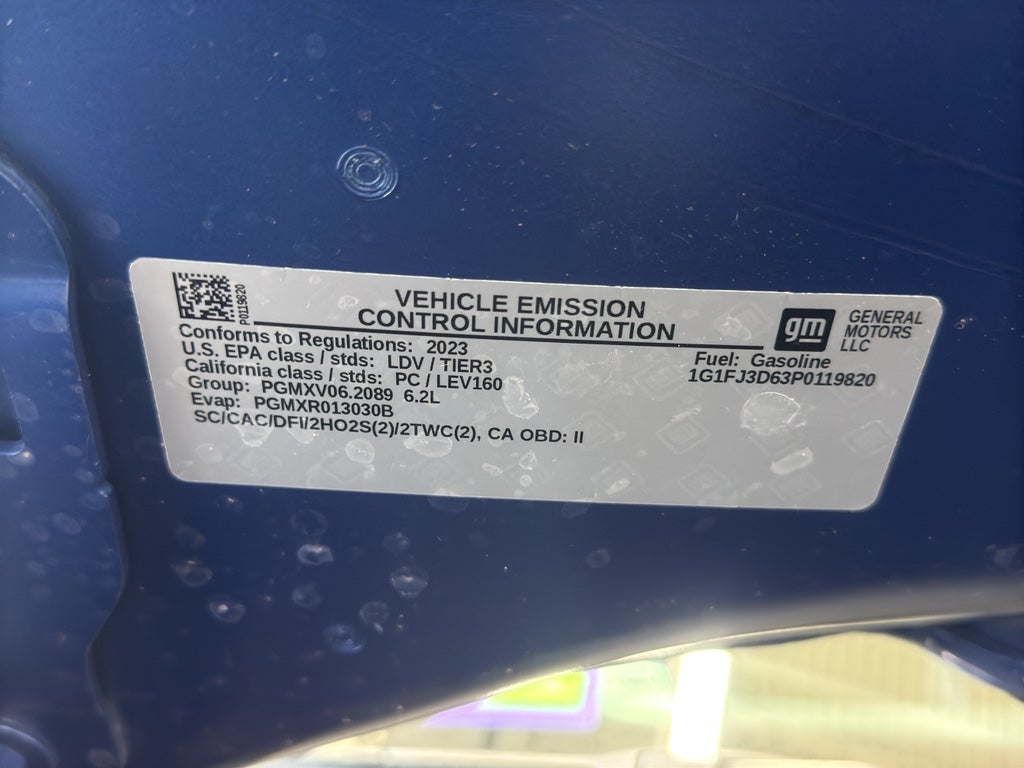 P0119820
VEHICLE EMISSION
CONTROL INFORMATION
gm
GENERAL
MOTORS
LLC
Conforms to Regulations: 2023
U.S. EPA class / stds: LDV / TIER3
California class / stds: PC / LEV160
Group: PGMXV06.2089 6.2L
Evap: PGMXR013030B
SC/CAC/DFI/2HO2S(2)/2TWC(2), CA OBD: II
Fuel: Gasoline
1G1FJ3D63P0119820